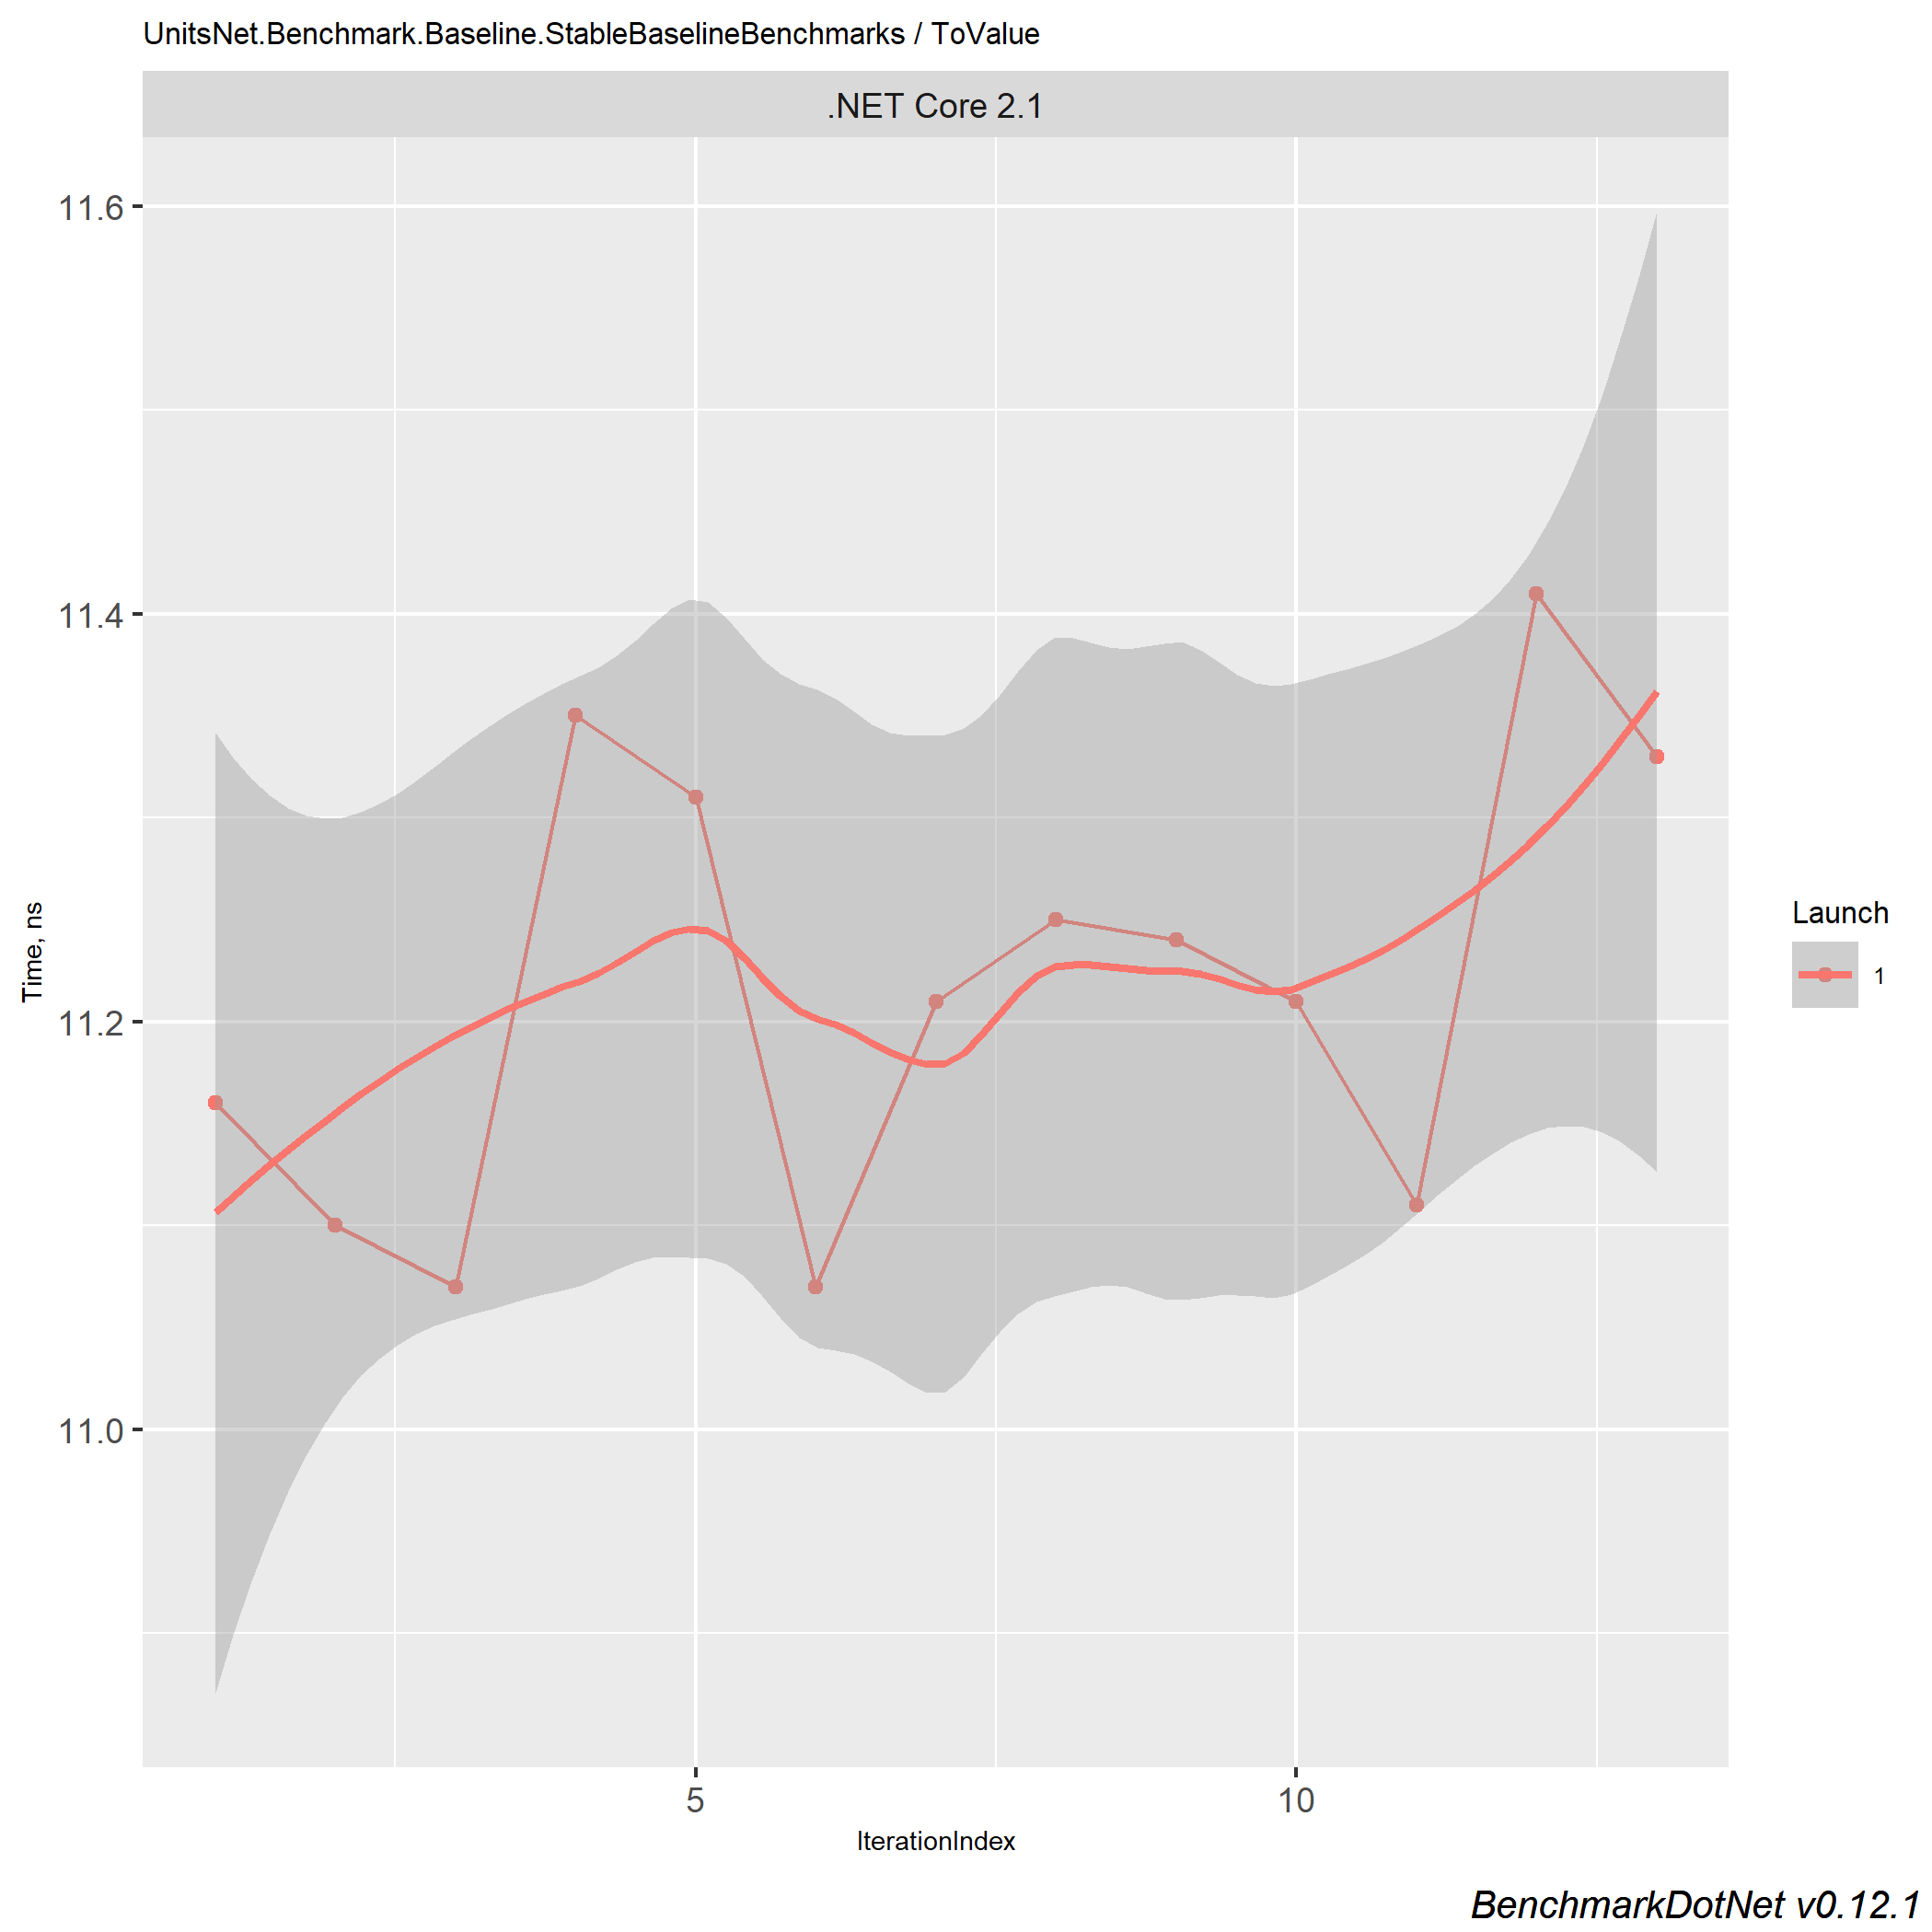 UnitsNet.Benchmark.Baseline.StableBaselineBenchmarks / ToValue
.NET Core 2.1
11.6
11.4
11.2
11.0
Time, ns
5
10
IterationIndex
Launch
1
BenchmarkDotNet v0.12.1